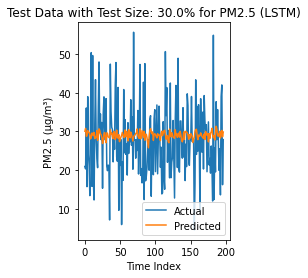 Test Data with Test Size: 30.0% for PM2.5 (LSTM)
PM2.5 (µg/m³)
50
40
30
20
10
Actual
Predicted
0 50 100 150 200
Time Index